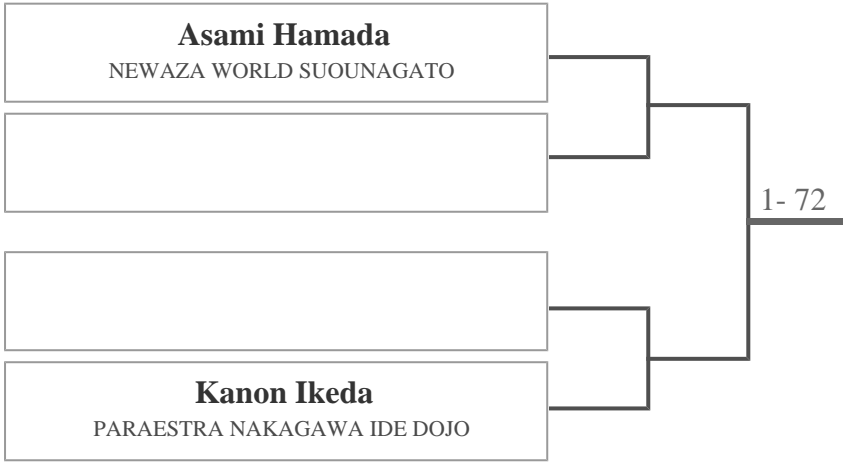 Asami Hamada
NEWAZA WORLD SUOUNAGATO
1- 72
Kanon Ikeda
PARAESTRA NAKAGAWA IDE DOJO